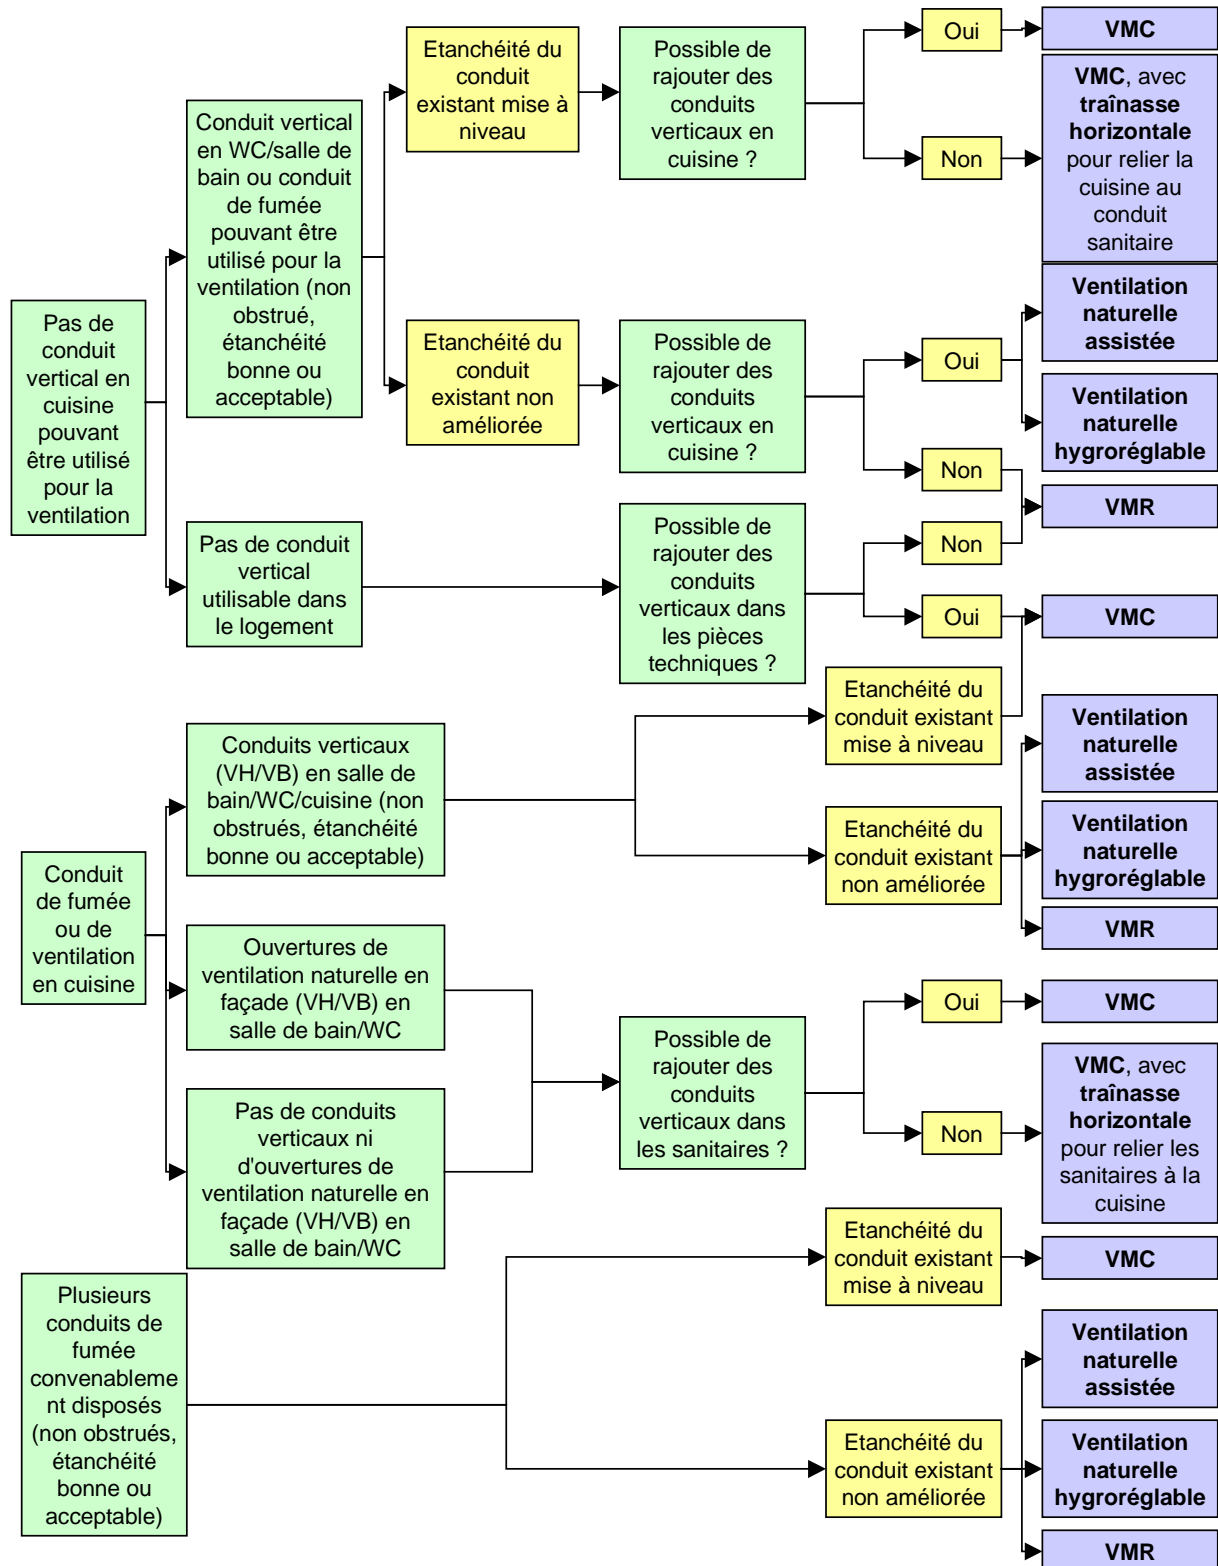 Pas de
conduit
vertical en
cuisine
pouvant
être utilisé
pour la
ventilation
Conduit vertical
en WC/salle de
bain ou conduit
de fumée
pouvant être
utilisé pour la
ventilation (non
obstrué,
étanchéité
bonne ou
acceptable)
Etanchéité du
conduit
existant mise à
niveau
Possible de
rajouter des
conduits
verticaux en
cuisine ?
Oui
VMC
Non
VMC, avec
traînasse
horizontale
pour relier la
cuisine au
conduit
sanitaire
Etanchéité du
conduit
existant non
améliorée
Possible de
rajouter des
conduits
verticaux en
cuisine ?
Oui
Ventilation
naturelle
assistée
Ventilation
naturelle
hygroréglable
Non
VMR
Pas de conduit
vertical
utilisable dans
le logement
Possible de
rajouter des
conduits
verticaux dans
les pièces
techniques ?
Non
Oui
VMC
Conduit
de fumée
ou de
ventilation
en cuisine
Conduits verticaux
(VH/VB) en salle de
bain/WC/cuisine (non
obstrués, étanchéité
bonne ou acceptable)
Etanchéité du
conduit existant
mise à niveau
Etanchéité du
conduit existant
non améliorée
Ventilation
naturelle
assistée
Ventilation
naturelle
hygroréglable
VMR
Ouvertures de
ventilation naturelle en
façade (VH/VB) en
salle de bain/WC
Pas de conduits
verticaux ni
d'ouvertures de
ventilation naturelle en
façade (VH/VB) en
salle de bain/WC
Possible de
rajouter des
conduits
verticaux dans
les sanitaires ?
Oui
VMC
Non
VMC, avec
traînasse
horizontale
pour relier les
sanitaires à la
cuisine
Plusieurs
conduits de
fumée
convenableme
nt disposés
(non obstrués,
étanchéité
bonne ou
acceptable)
Etanchéité du
conduit existant
mise à niveau
VMC
Etanchéité du
conduit existant
non améliorée
Ventilation
naturelle
assistée
Ventilation
naturelle
hygroréglable
VMR